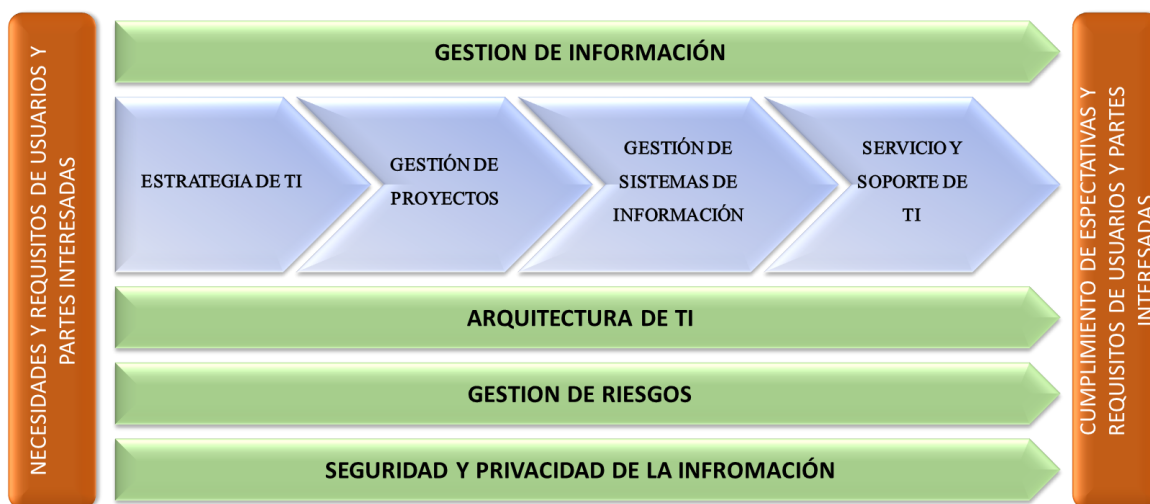 NECESIDADES Y REQUISITOS DE USUARIOS Y
PARTES INTERESADAS
GESTION DE INFORMACIÓN
ESTRATEGIA DE TI
GESTIÓN DE
PROYECTOS
GESTIÓN DE
SISTEMAS DE
INFORMACIÓN
SERVICIO Y
SOPORTE DE
TI
ARQUITECTURA DE TI
GESTION DE RIESGOS
SEGURIDAD Y PRIVACIDAD DE LA INFROMACIÓN
CUMPLIMIENTO DE ESPECTATIVAS Y
REQUISITOS DE USUARIOS Y PARTES
INTERESADAS